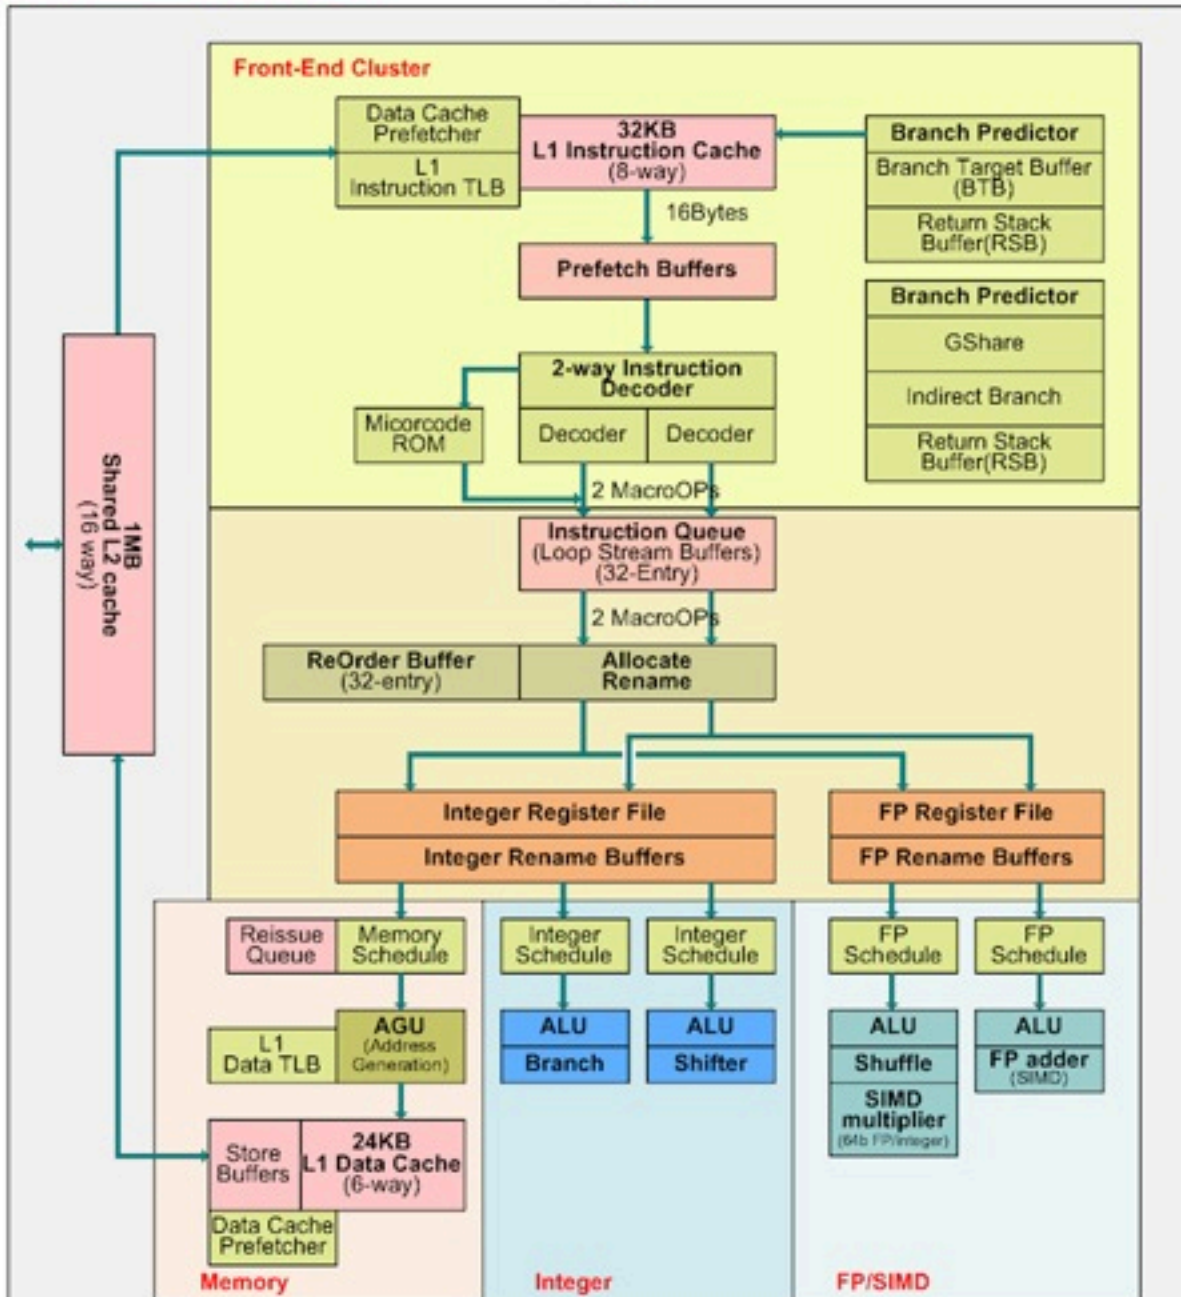 Front-End Cluster
Data Cache
Prefetcher
L1
Instruction TLB
32KB
L1 Instruction Cache
(8-way)
Branch Predictor
Branch Target Buffer
(BTB)
Return Stack
Buffer(RSB)
16Bytes
Prefetch Buffers
Branch Predictor
GShare
Indirect Branch
Return Stack
Buffer(RSB)
2-way Instruction
Decoder
Decoder
Decoder
Micorcode
ROM
2 MacroOPs
1MB
Shared L2 cache
(16 way)
Instruction Queue
(Loop Stream Buffers)
(32-Entry)
2 MacroOPs
ReOrder Buffer
(32-entry)
Allocate
Rename
Integer Register File
Integer Rename Buffers
FP Register File
FP Rename Buffers
Reissue
Queue
Memory
Schedule
Integer
Schedule
Integer
Schedule
FP
Schedule
FP
Schedule
L1
Data TLB
AGU
(Address
Generation)
ALU
Branch
ALU
Shifter
ALU
Shuffle
SIMD
multiplier
(64b FP/integer)
ALU
FP adder
(SIMD)
Store
Buffers
24KB
L1 Data Cache
(6-way)
Data Cache
Prefetcher
Memory
Integer
FP/SIMD